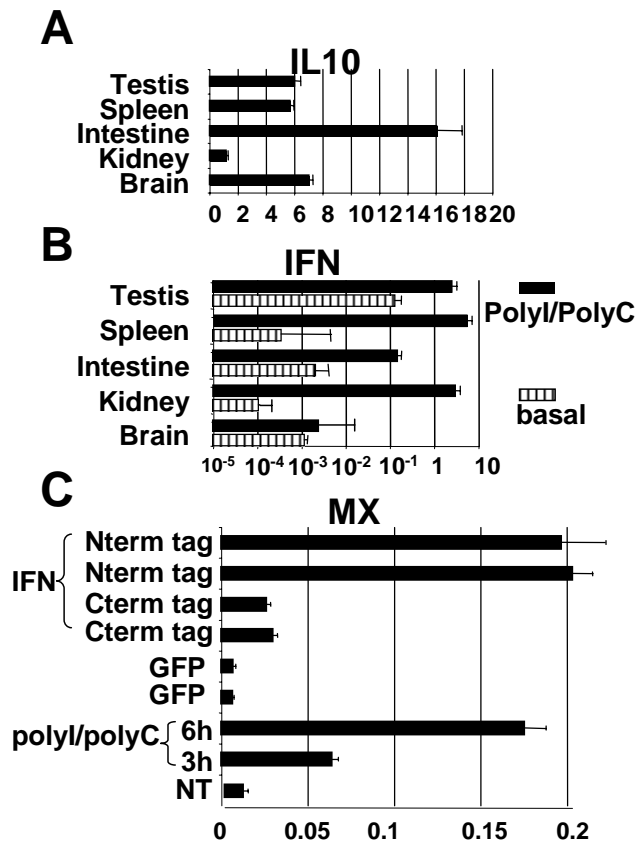 A
IL10
Testis
Spleen
Intestine
Kidney
Brain
0 2 4 6 8 10 12 14 16 18 20
B
IFN
Testis
Spleen
Intestine
Kidney
Brain
10-5 10-4 10-3 10-2 10-1 1 10
PolyI/PolyC
basal
C
MX
IFN
Nterm tag
Nterm tag
Cterm tag
Cterm tag
GFP
GFP
polyI/polyC
6h
3h
NT
0 0.05 0.1 0.15 0.2